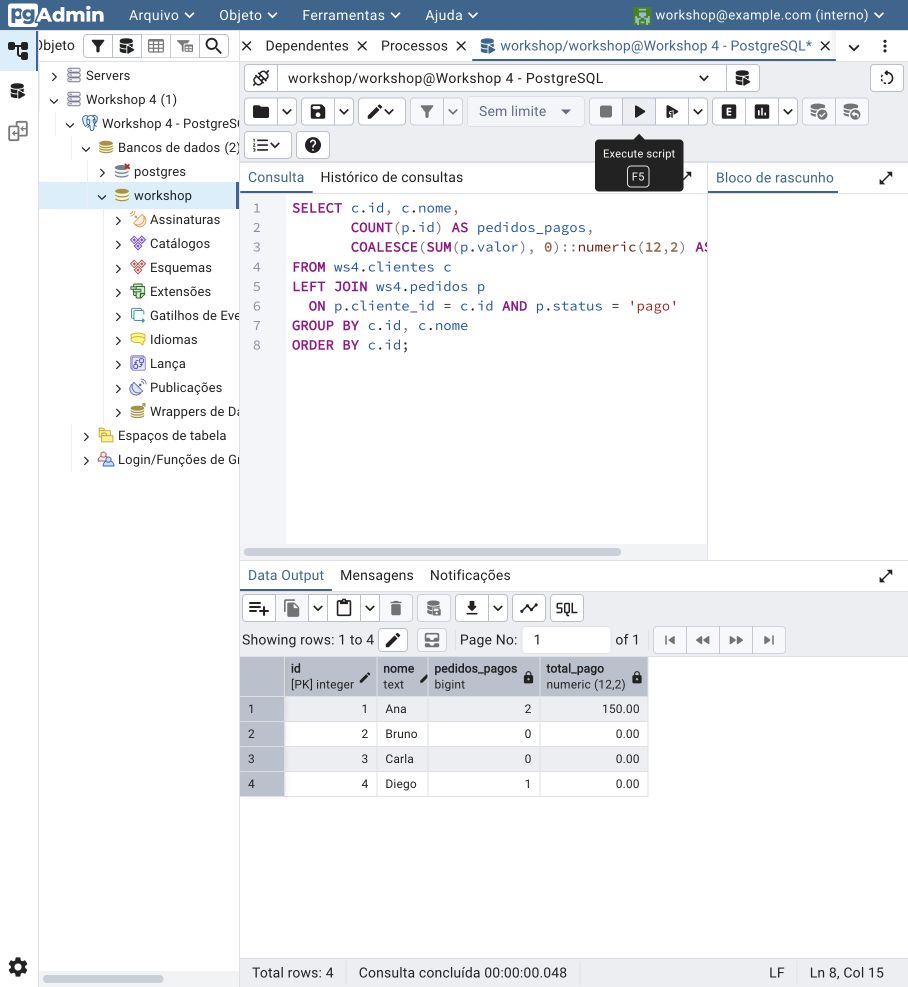 pgAdmin Arquivo Objeto Ferramentas Ajuda workshop@example.com (interno)
Objeto Dependentes Processos workshop/workshop@Workshop 4 - PostgreSQL*
Servers
Workshop 4 (1)
Workshop 4 - PostgreS
Bancos de dados (2)
postgres
workshop
Assinaturas
Catálogos
Esquemas
Extensões
Gatilhos de Eve
Idiomas
Lança
Publicações
Wrappers de Da
Espaços de tabela
Login/Funções de Gr
workshop/workshop@Workshop 4 - PostgreSQL
Sem limite
E
Execute script
F5
Consulta Histórico de consultas Bloco de rascunho
1 SELECT c.id, c.nome,
2 COUNT(p.id) AS pedidos_pagos,
3 COALESCE(SUM(p.valor), 0)::numeric(12,2) AS
4 FROM ws4.clientes c
5 LEFT JOIN ws4.pedidos p
6 ON p.cliente_id = c.id AND p.status = 'pago'
7 GROUP BY c.id, c.nome
8 ORDER BY c.id;
Data Output Mensagens Notificações
SQL
Showing rows: 1 to 4 Page No: 1 of 1
id nome pedidos_pagos total_pago
[PK] integer text bigint numeric (12,2)
1 1 Ana 2 150.00
2 2 Bruno 0 0.00
3 3 Carla 0 0.00
4 4 Diego 1 0.00
Total rows: 4 Consulta concluída 00:00:00.048 LF Ln 8, Col 15